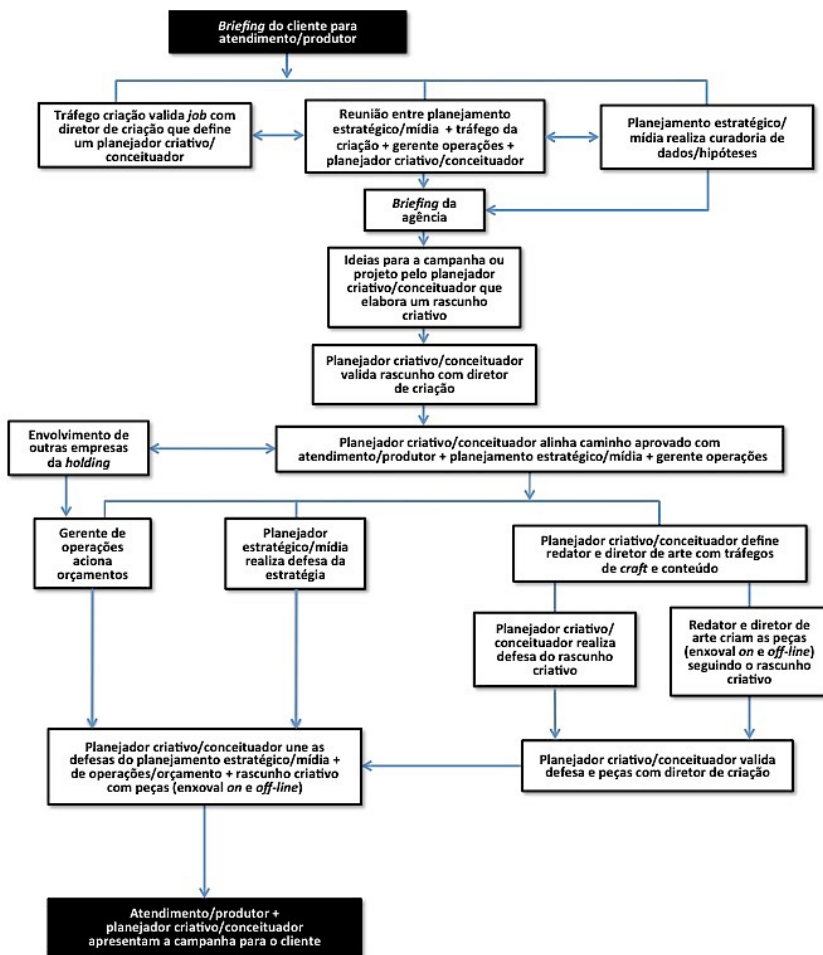 Briefing do cliente para
atendimento/produtor
Tráfego criação valida job com
diretor de criação que define
um planejador criativo/
conceituador
Reunião entre planejamento
estratégico/mídia + tráfego da
criação + gerente operações +
planejador criativo/conceituador
Planejamento estratégico/
mídia realiza curadoria de
dados/hipóteses
Briefing da
agência
Ideias para a campanha ou
projeto pelo planejador
criativo/conceituador que
elabora um rascunho
criativo
Planejador criativo/conceituador
valida rascunho com diretor
de criação
Envolvimento de
outras empresas
da holding
Planejador criativo/conceituador alinha caminho aprovado com
atendimento/produtor + planejamento estratégico/mídia + gerente operações
Gerente de
operações
aciona
orçamentos
Planejador
estratégico/mídia
realiza defesa da
estratégia
Planejador criativo/conceituador define
redator e diretor de arte com tráfegos
de craft e conteúdo
Planejador criativo/
conceituador realiza
defesa do rascunho
criativo
Redator e diretor de
arte criam as peças
(enxoval on e off-line)
seguindo o rascunho
criativo
Planejador criativo/conceituador une as
defesas do planejamento estratégico/mídia +
de operações/orçamento + rascunho criativo
com peças (enxoval on e off-line)
Planejador criativo/conceituador valida
defesa e peças com diretor de criação
Atendimento/produtor +
planejador criativo/conceituador
apresentam a campanha para o cliente